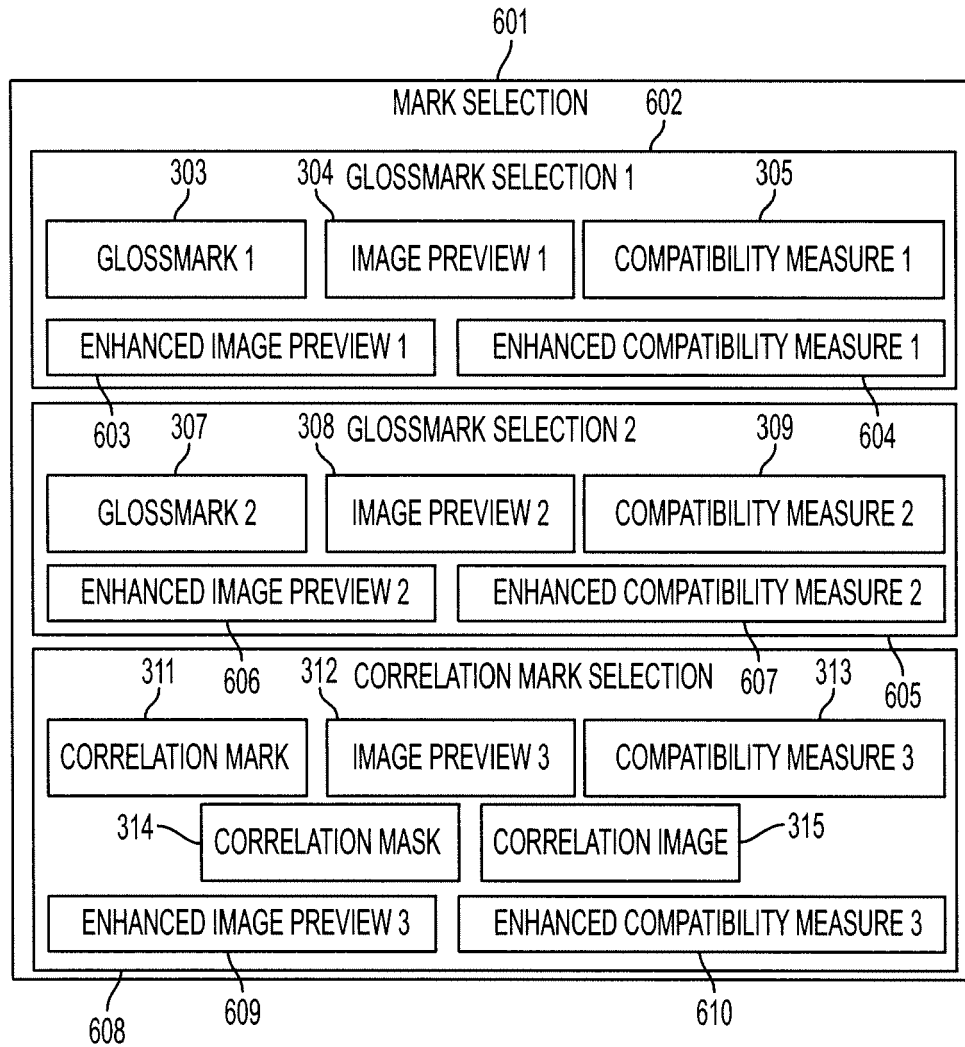 601
MARK SELECTION
602
303 304 GLOSSMARK SELECTION 1 305
GLOSSMARK 1 IMAGE PREVIEW 1 COMPATIBILITY MEASURE 1
ENHANCED IMAGE PREVIEW 1 ENHANCED COMPATIBILITY MEASURE 1
603 307 308 GLOSSMARK SELECTION 2 309 604
GLOSSMARK 2 IMAGE PREVIEW 2 COMPATIBILITY MEASURE 2
ENHANCED IMAGE PREVIEW 2 ENHANCED COMPATIBILITY MEASURE 2
311 606 312 CORRELATION MARK SELECTION 607 313 605
CORRELATION MARK IMAGE PREVIEW 3 COMPATIBILITY MEASURE 3
314 CORRELATION MASK CORRELATION IMAGE 315
ENHANCED IMAGE PREVIEW 3 ENHANCED COMPATIBILITY MEASURE 3
608 609 610